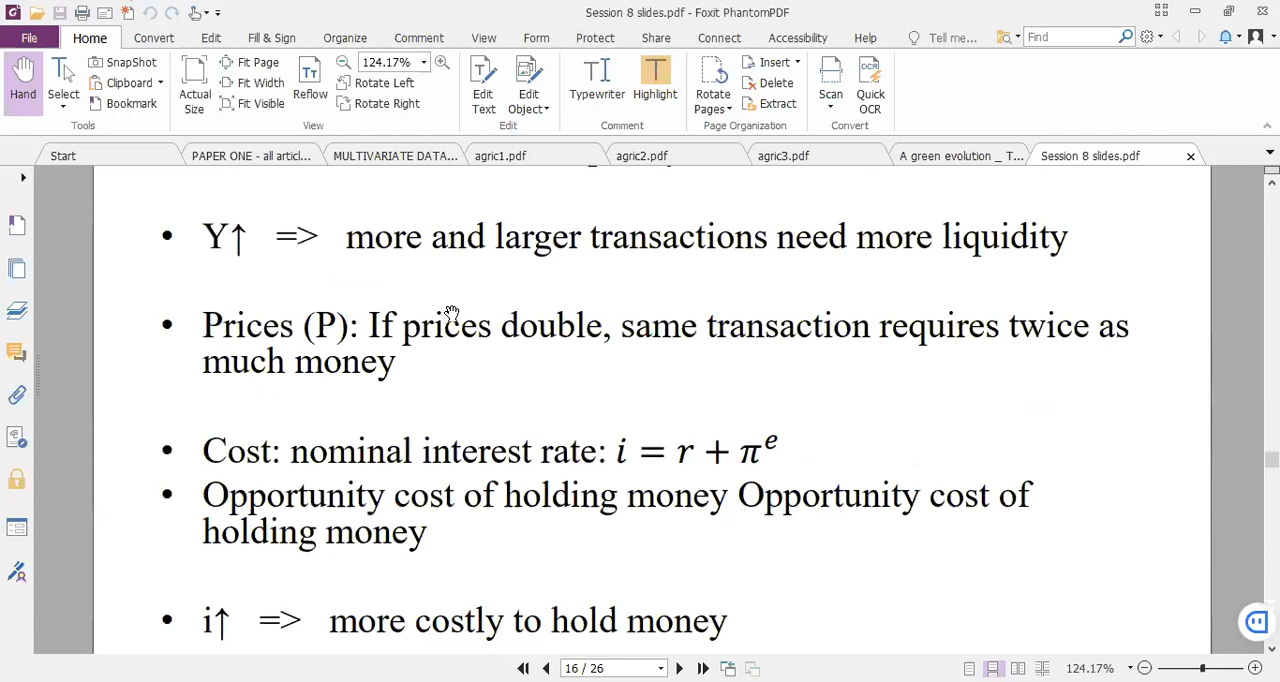 Session 8 slides.pdf - Foxit PhantomPDF
File Home Convert Edit Fill & Sign Organize Comment View Form Protect Share Connect Accessibility Help Tell me... Find
SnapShot Fit Page 124.17% Insert
Clipboard Fit Width Rotate Left Delete
Bookmark Fit Visible Rotate Right Extract
Hand Select Actual Size Reflow Edit Text Edit Object Typewriter Highlight Rotate Pages Scan Quick OCR
Tools View Edit Comment Page Organization Convert
Start PAPER ONE - all articl... MULTIVARIATE DATA... agric1.pdf agric2.pdf agric3.pdf A green evolution _ T... Session 8 slides.pdf
• Y↑ => more and larger transactions need more liquidity
• Prices (P): If prices double, same transaction requires twice as
much money
• Cost: nominal interest rate: i = r + πᵉ
• Opportunity cost of holding money Opportunity cost of
holding money
• i↑ => more costly to hold money
16 / 26 124.17%